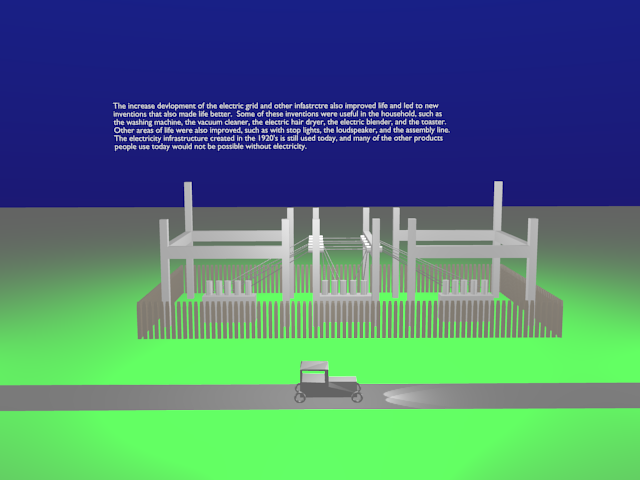 The increase devlopment of the electric grid and other infastrctre also improved life and led to new
inventions that also made life better.  Some of these inventions were useful in the household, such as
the washing machine, the vacuum cleaner, the electric hair dryer, the electric blender, and the toaster.
Other areas of life were also improved, such as with stop lights, the loudspeaker, and the assembly line.
The electricity infrastructure created in the 1920's is still used today, and many of the other products
people use today would not be possible without electricity.